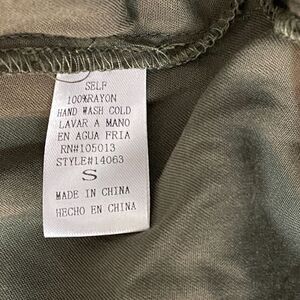 SELF
100%RAYON
HAND WASH COLD
LAVAR A MANO
EN AGUA FRIA
RN#105013
STYLE#14063
S
MADE IN CHINA
HECHO EN CHINA